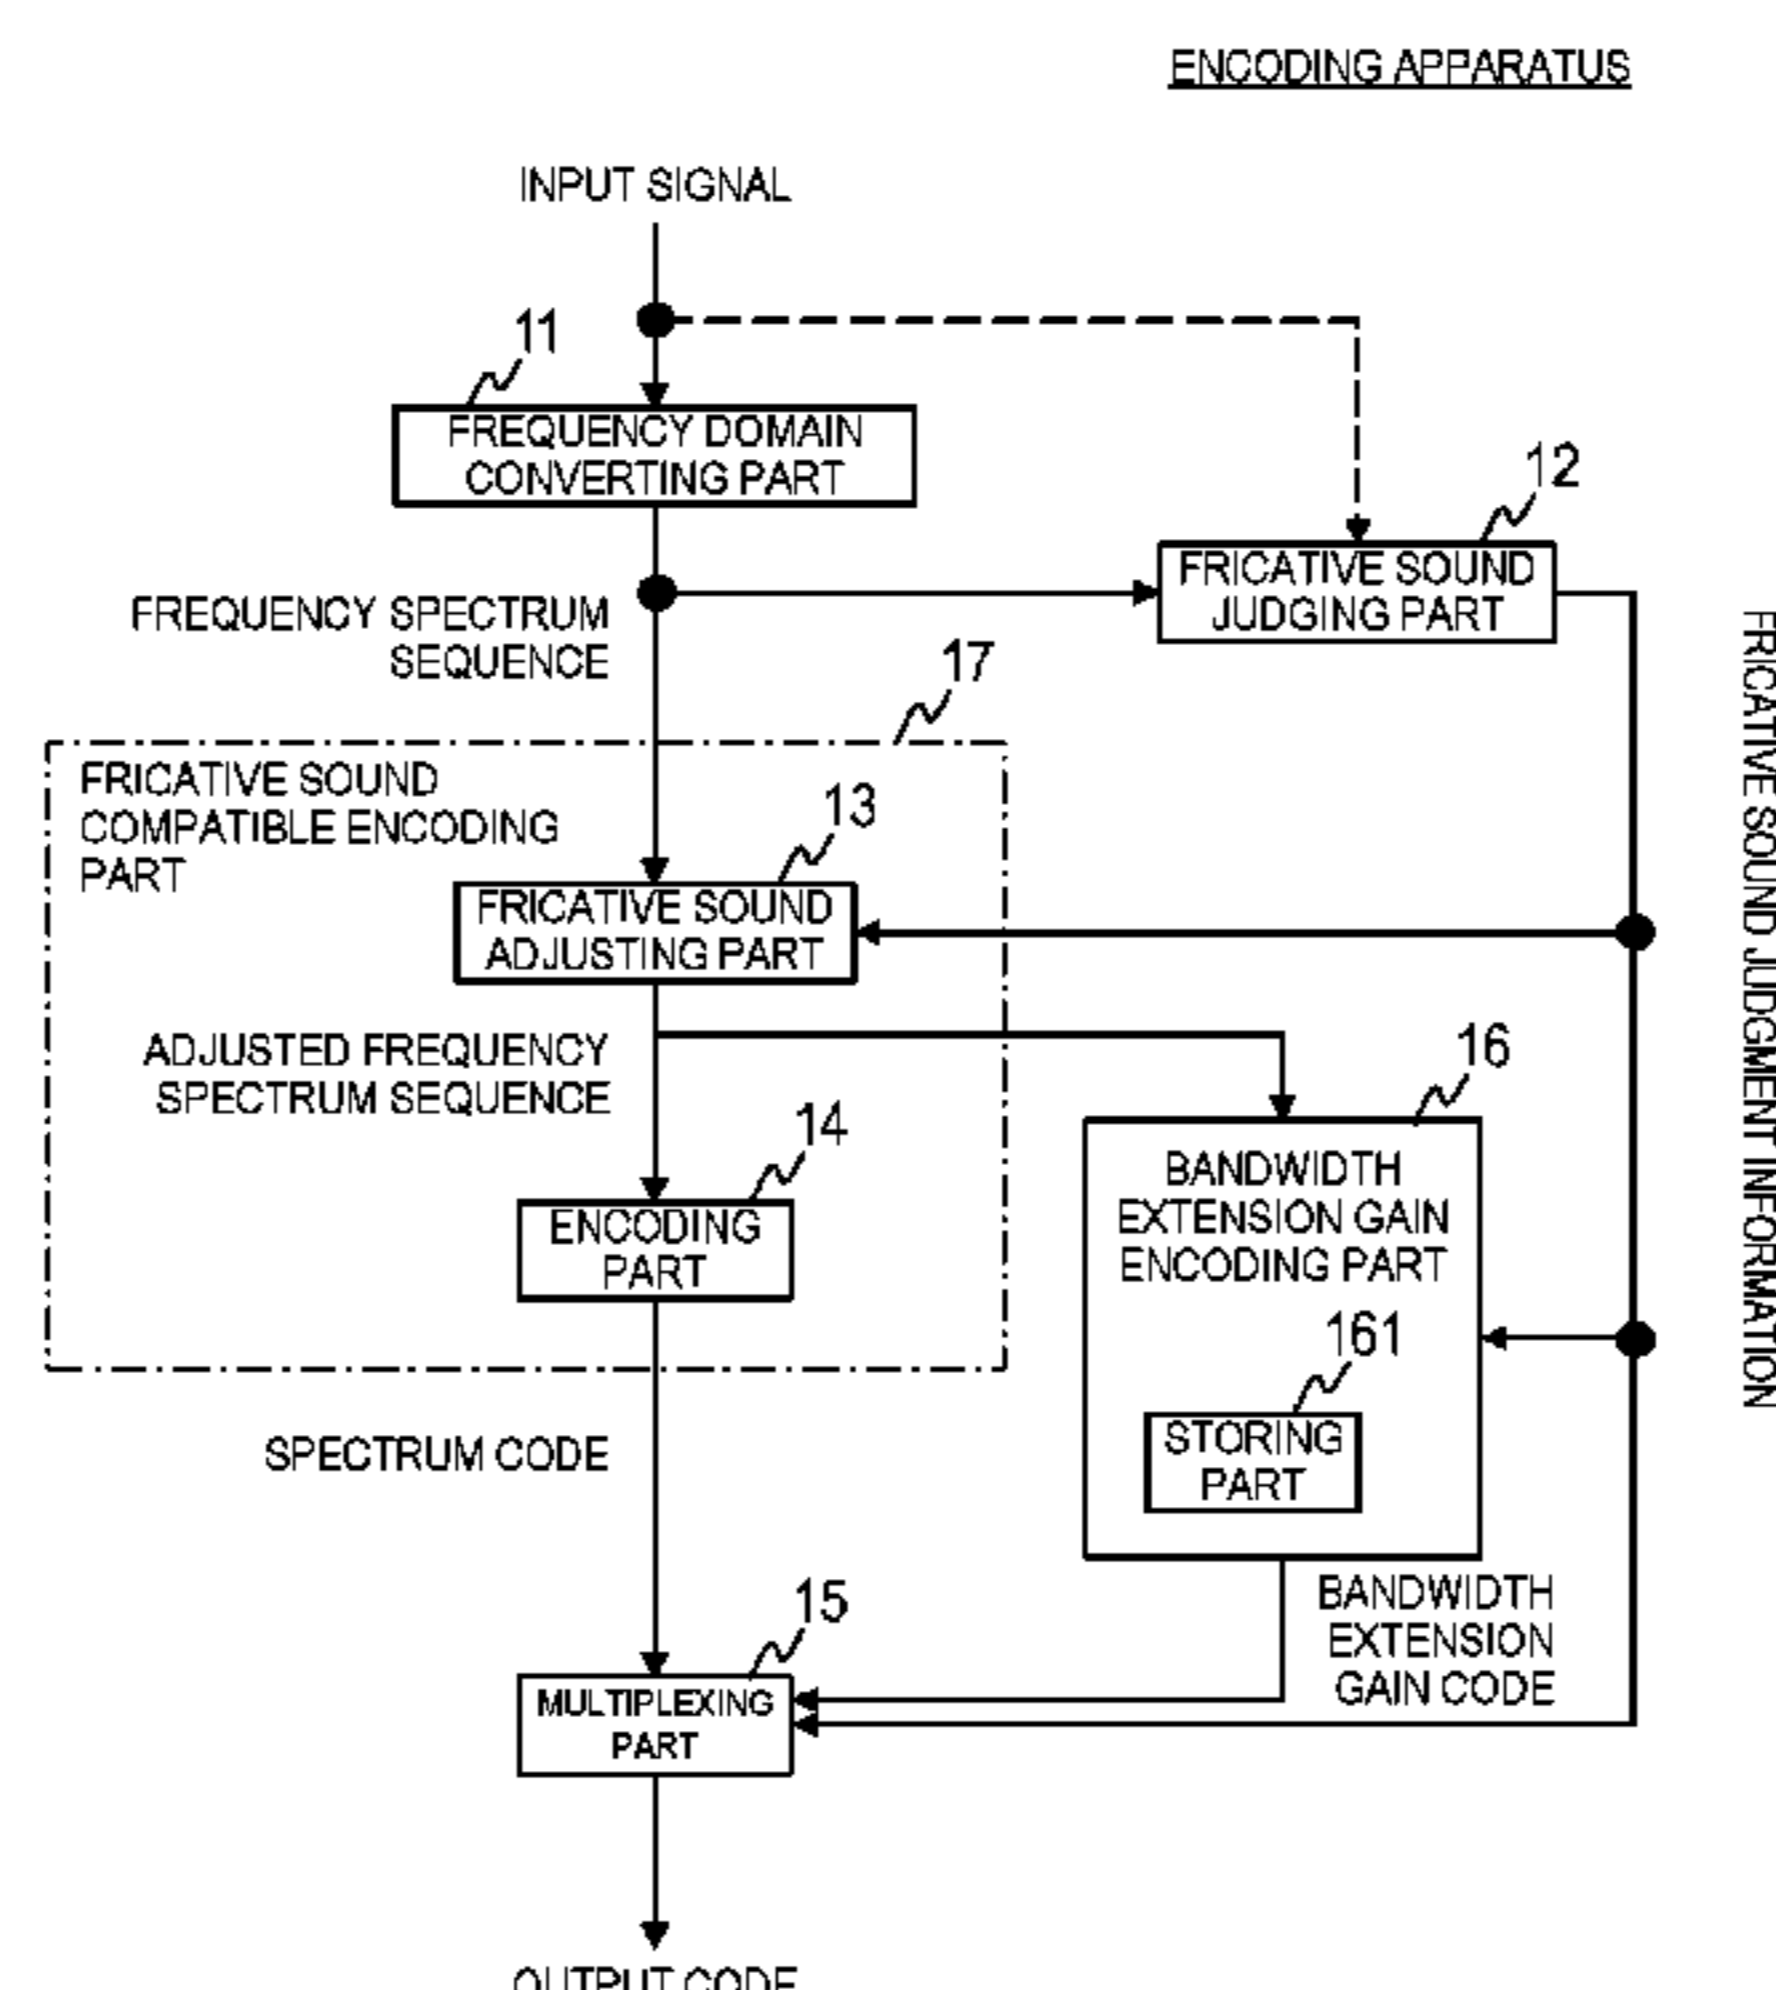 ENCODING APPARATUS
INPUT SIGNAL
11
FREQUENCY DOMAIN
CONVERTING PART
12
FRICATIVE SOUND
JUDGING PART
FREQUENCY SPECTRUM
SEQUENCE
17
FRICATIVE SOUND
COMPATIBLE ENCODING
PART
13
FRICATIVE SOUND
ADJUSTING PART
FRICATIVE SOUND JUDGMENT INFORMATION
ADJUSTED FREQUENCY
SPECTRUM SEQUENCE
16
14
ENCODING
PART
BANDWIDTH
EXTENSION GAIN
ENCODING PART
161
STORING
PART
SPECTRUM CODE
15
BANDWIDTH
EXTENSION
GAIN CODE
MULTIPLEXING
PART
OUTPUT CODE